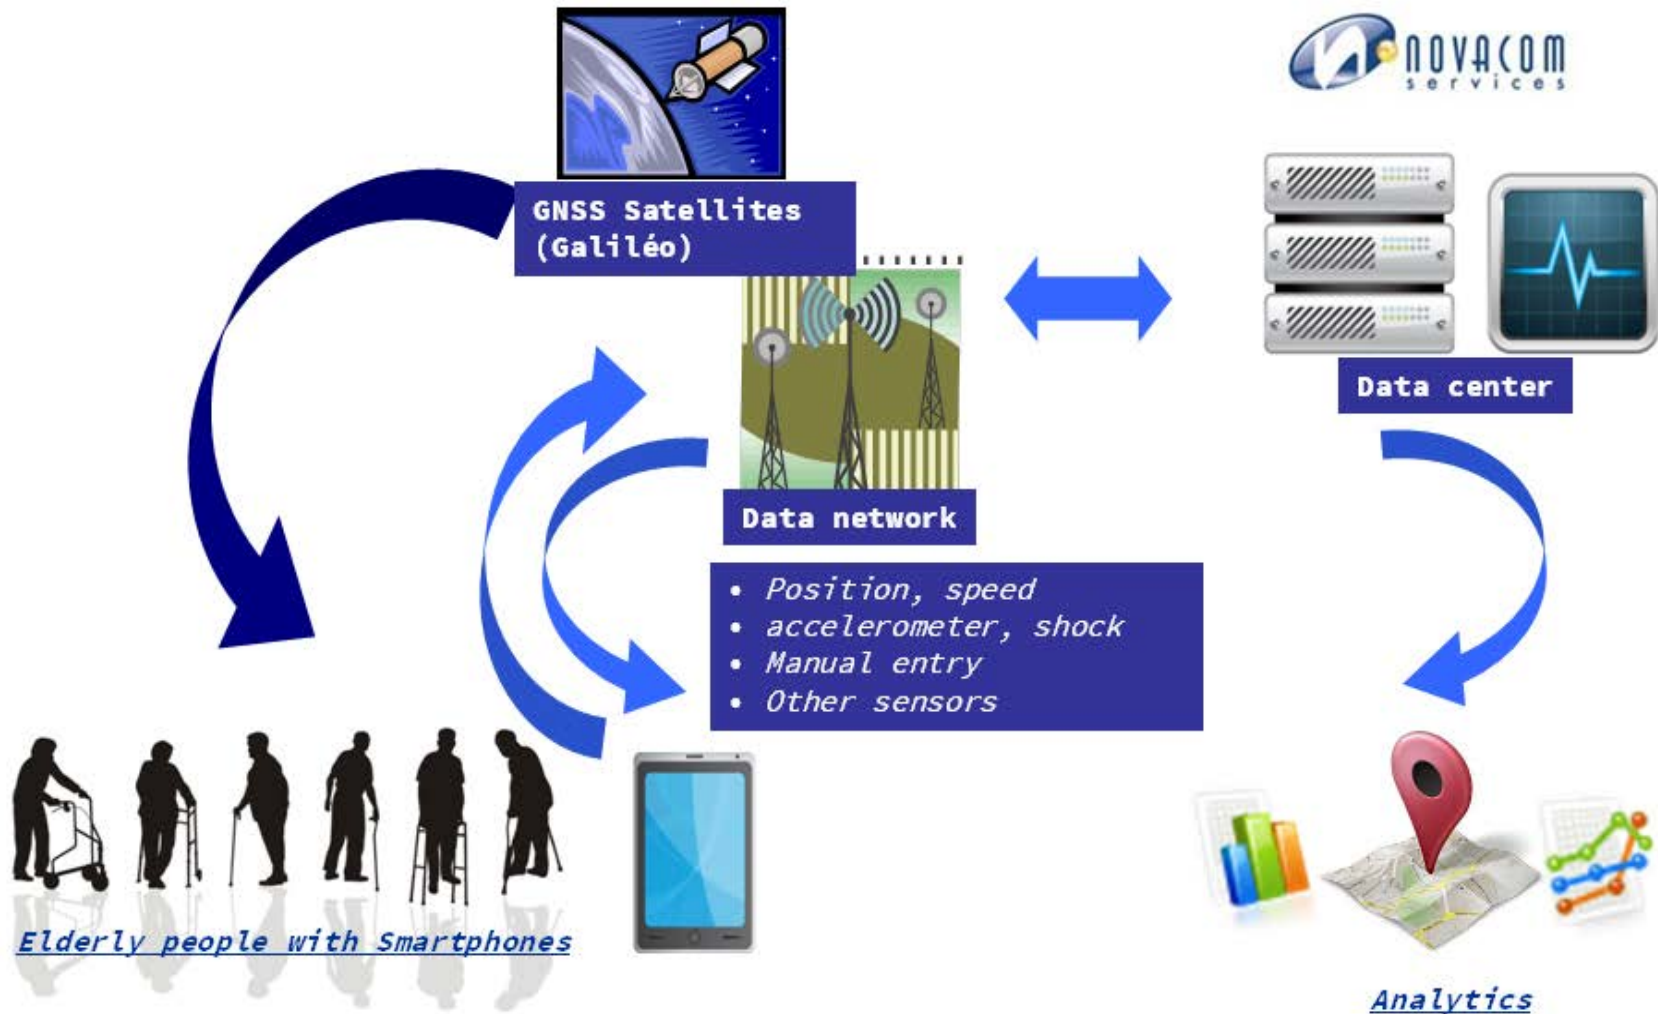 NOVACOM
services
GNSS Satellites
(Galiléo)
Data center
Data network
• Position, speed
• accelerometer, shock
• Manual entry
• Other sensors
Elderly people with Smartphones
Analytics